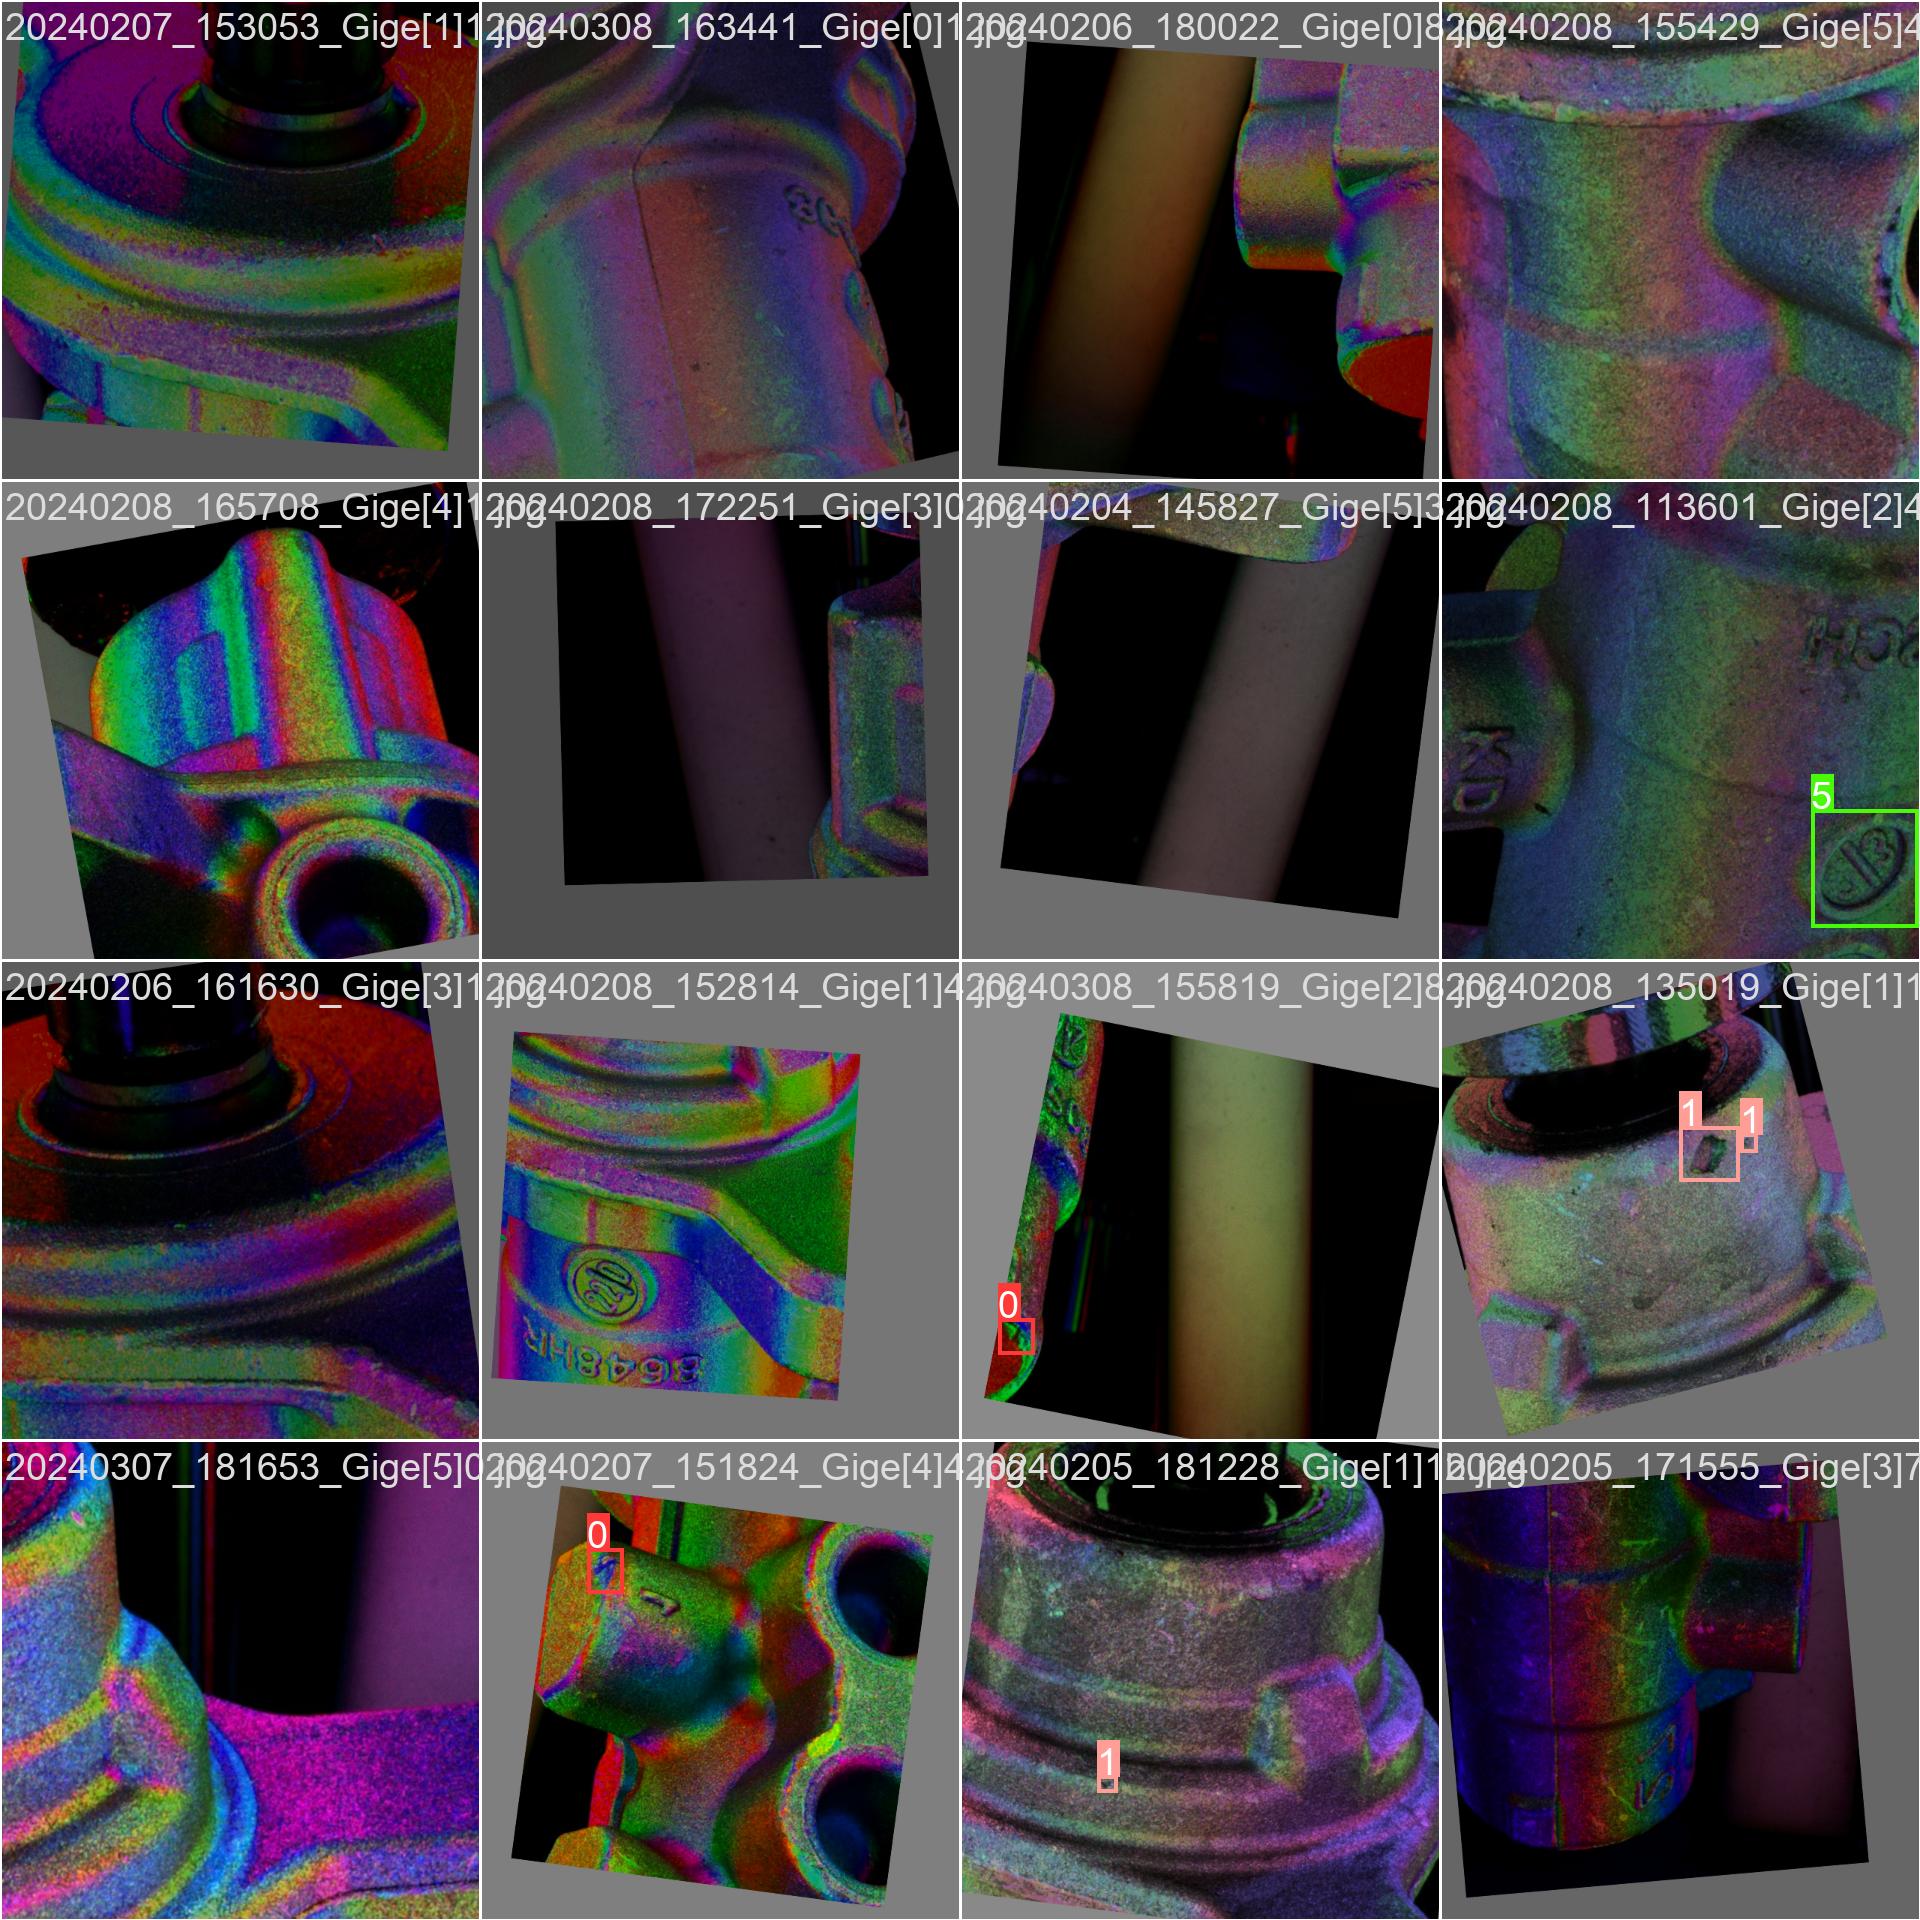 20240207_153053_Gige[1]1.jpg
20240308_163441_Gige[0]1.jpg
20240206_180022_Gige[0]8.jpg
20240208_155429_Gige[5]4
20240208_165708_Gige[4]1.jpg
20240208_172251_Gige[3]0.jpg
20240204_145827_Gige[5]3.jpg
20240208_113601_Gige[2]4
KD
5
3
20240206_161630_Gige[3]1.jpg
20240208_152814_Gige[1]4.jpg
20240308_155819_Gige[2]8.jpg
20240208_135019_Gige[1]1
1
1
0
B648HR
20240307_181653_Gige[5]0.jpg
20240207_151824_Gige[4]4.jpg
20240205_181228_Gige[1]1
20240205_171555_Gige[3]7
0
1